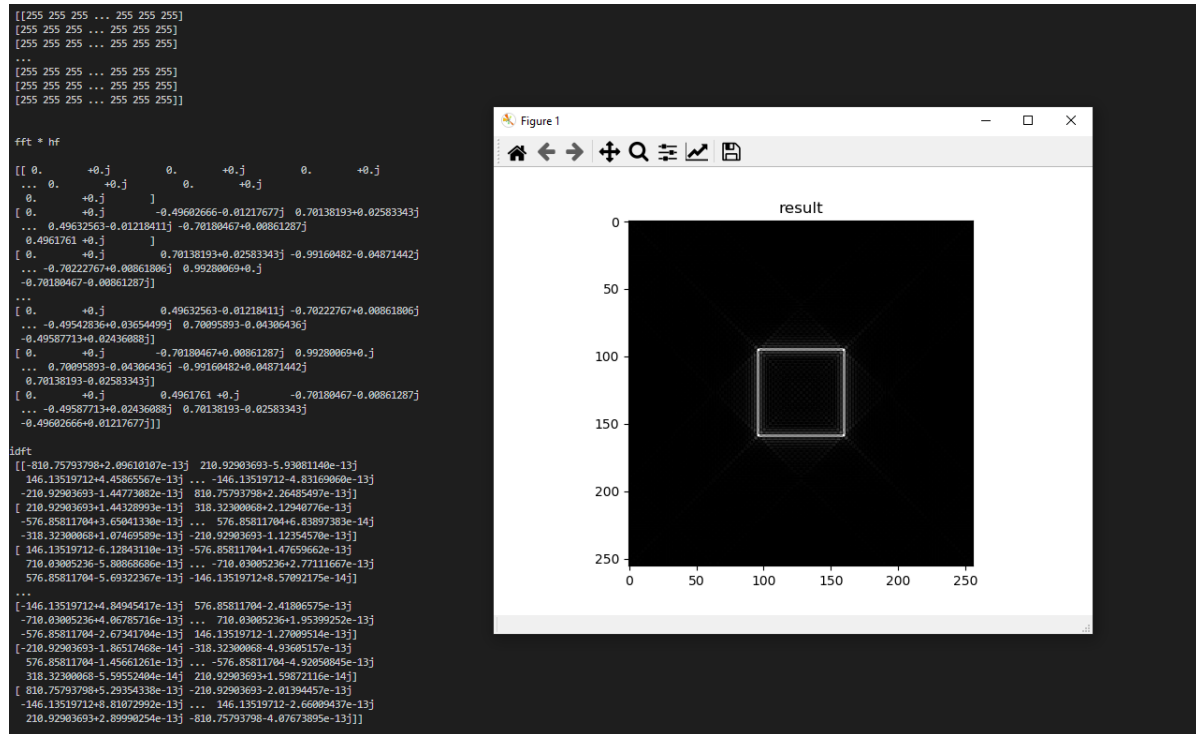 [[255 255 255 ... 255 255 255]
[255 255 255 ... 255 255 255]
[255 255 255 ... 255 255 255]
...
[255 255 255 ... 255 255 255]
[255 255 255 ... 255 255 255]
[255 255 255 ... 255 255 255]]
fft * hf
[[ 0. +0.j 0. +0.j 0. +0.j
... 0. +0.j 0. +0.j
0. +0.j ]
[ 0. +0.j -0.49602666-0.01217677j 0.70138193+0.02583343j
... 0.49632563-0.01218411j -0.70180467+0.00861287j
0.4961761 +0.j ]
[ 0. +0.j 0.70138193+0.02583343j -0.99160482-0.04871442j
... -0.70222767+0.00861806j 0.99280069+0.j
-0.70180467-0.00861287j]
...
[ 0. +0.j 0.49632563-0.01218411j -0.70222767+0.00861806j
... -0.49542836+0.03654499j 0.70095893-0.04306436j
-0.49587713+0.02436088j]
[ 0. +0.j -0.70180467+0.00861287j 0.99280069+0.j
... 0.70095893-0.04306436j -0.99160482+0.04871442j
0.70138193-0.02583343j]
[ 0. +0.j 0.4961761 +0.j -0.70180467-0.00861287j
... -0.49587713+0.02436088j 0.70138193-0.02583343j
-0.49602666+0.01217677j]]
idft
[[-810.75793798+2.09610107e-13j 210.92903693-5.93081140e-13j
146.13519712+4.45865567e-13j ... -146.13519712-4.83169060e-13j
-210.92903693-1.44773082e-13j 810.75793798+2.26485497e-13j]
[ 210.92903693+1.44328993e-13j 318.32300068+2.12940776e-13j
-576.85811704+3.65041330e-13j ... 576.85811704+6.83897383e-14j
-318.32300068+1.07469589e-13j -210.92903693-1.12354570e-13j]
[ 146.13519712-6.12843110e-13j -576.85811704+1.47659662e-13j
710.03005236-5.80868686e-13j ... -710.03005236+2.77111667e-13j
576.85811704-5.69322367e-13j -146.13519712+8.57092175e-14j]
...
[-146.13519712+4.84945417e-13j 576.85811704-2.41806575e-13j
-710.03005236+4.06785716e-13j ... 710.03005236+1.95399252e-13j
-576.85811704-2.67341704e-13j 146.13519712-1.27009514e-13j]
[-210.92903693-1.86517468e-14j -318.32300068-4.93605157e-13j
576.85811704-1.45661261e-13j ... -576.85811704-4.92050845e-13j
318.32300068-5.59552404e-14j 210.92903693+1.59872116e-14j]
[ 810.75793798+5.29354338e-13j -210.92903693-2.01394457e-13j
-146.13519712+8.81072992e-13j ... 146.13519712-2.66009437e-13j
210.92903693+2.89990254e-13j -810.75793798-4.07673895e-13j]]
Figure 1
result
0
50
100
150
200
250
0 50 100 150 200 250